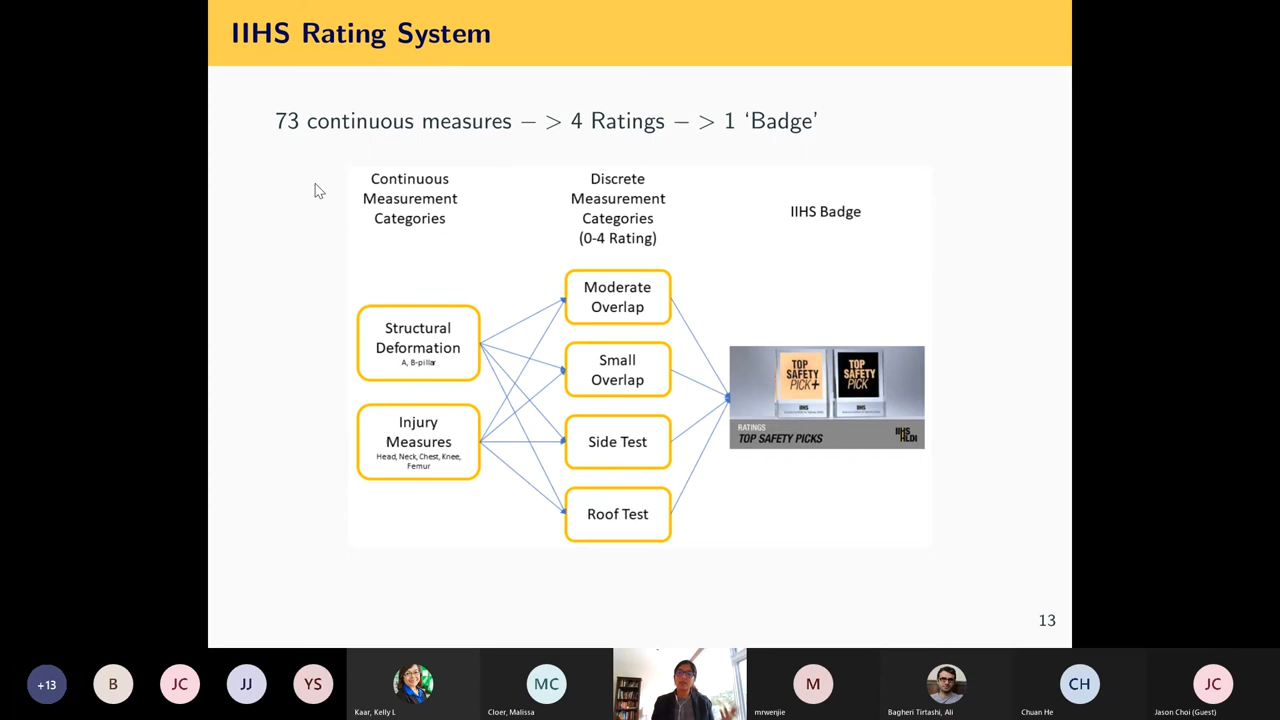 IIHS Rating System
73 continuous measures − > 4 Ratings − > 1 ‘Badge’
Continuous
Measurement
Categories
Discrete
Measurement
Categories
(0-4 Rating)
IIHS Badge
Structural
Deformation
A, B-pillar
Injury
Measures
Head, Neck, Chest, Knee,
Femur
Moderate
Overlap
Small
Overlap
Side Test
Roof Test
TOP
SAFETY
PICK+
IIHS
TOP
SAFETY
PICK
IIHS
RATINGS
TOP SAFETY PICKS
IIHS
HLDI
13
+13
B
JC
JJ
YS
Kaar, Kelly L
MC
Cloer, Malissa
M
mrwenjie
Bagheri Tirtashi, Ali
CH
Chuan He
JC
Jason Choi (Guest)